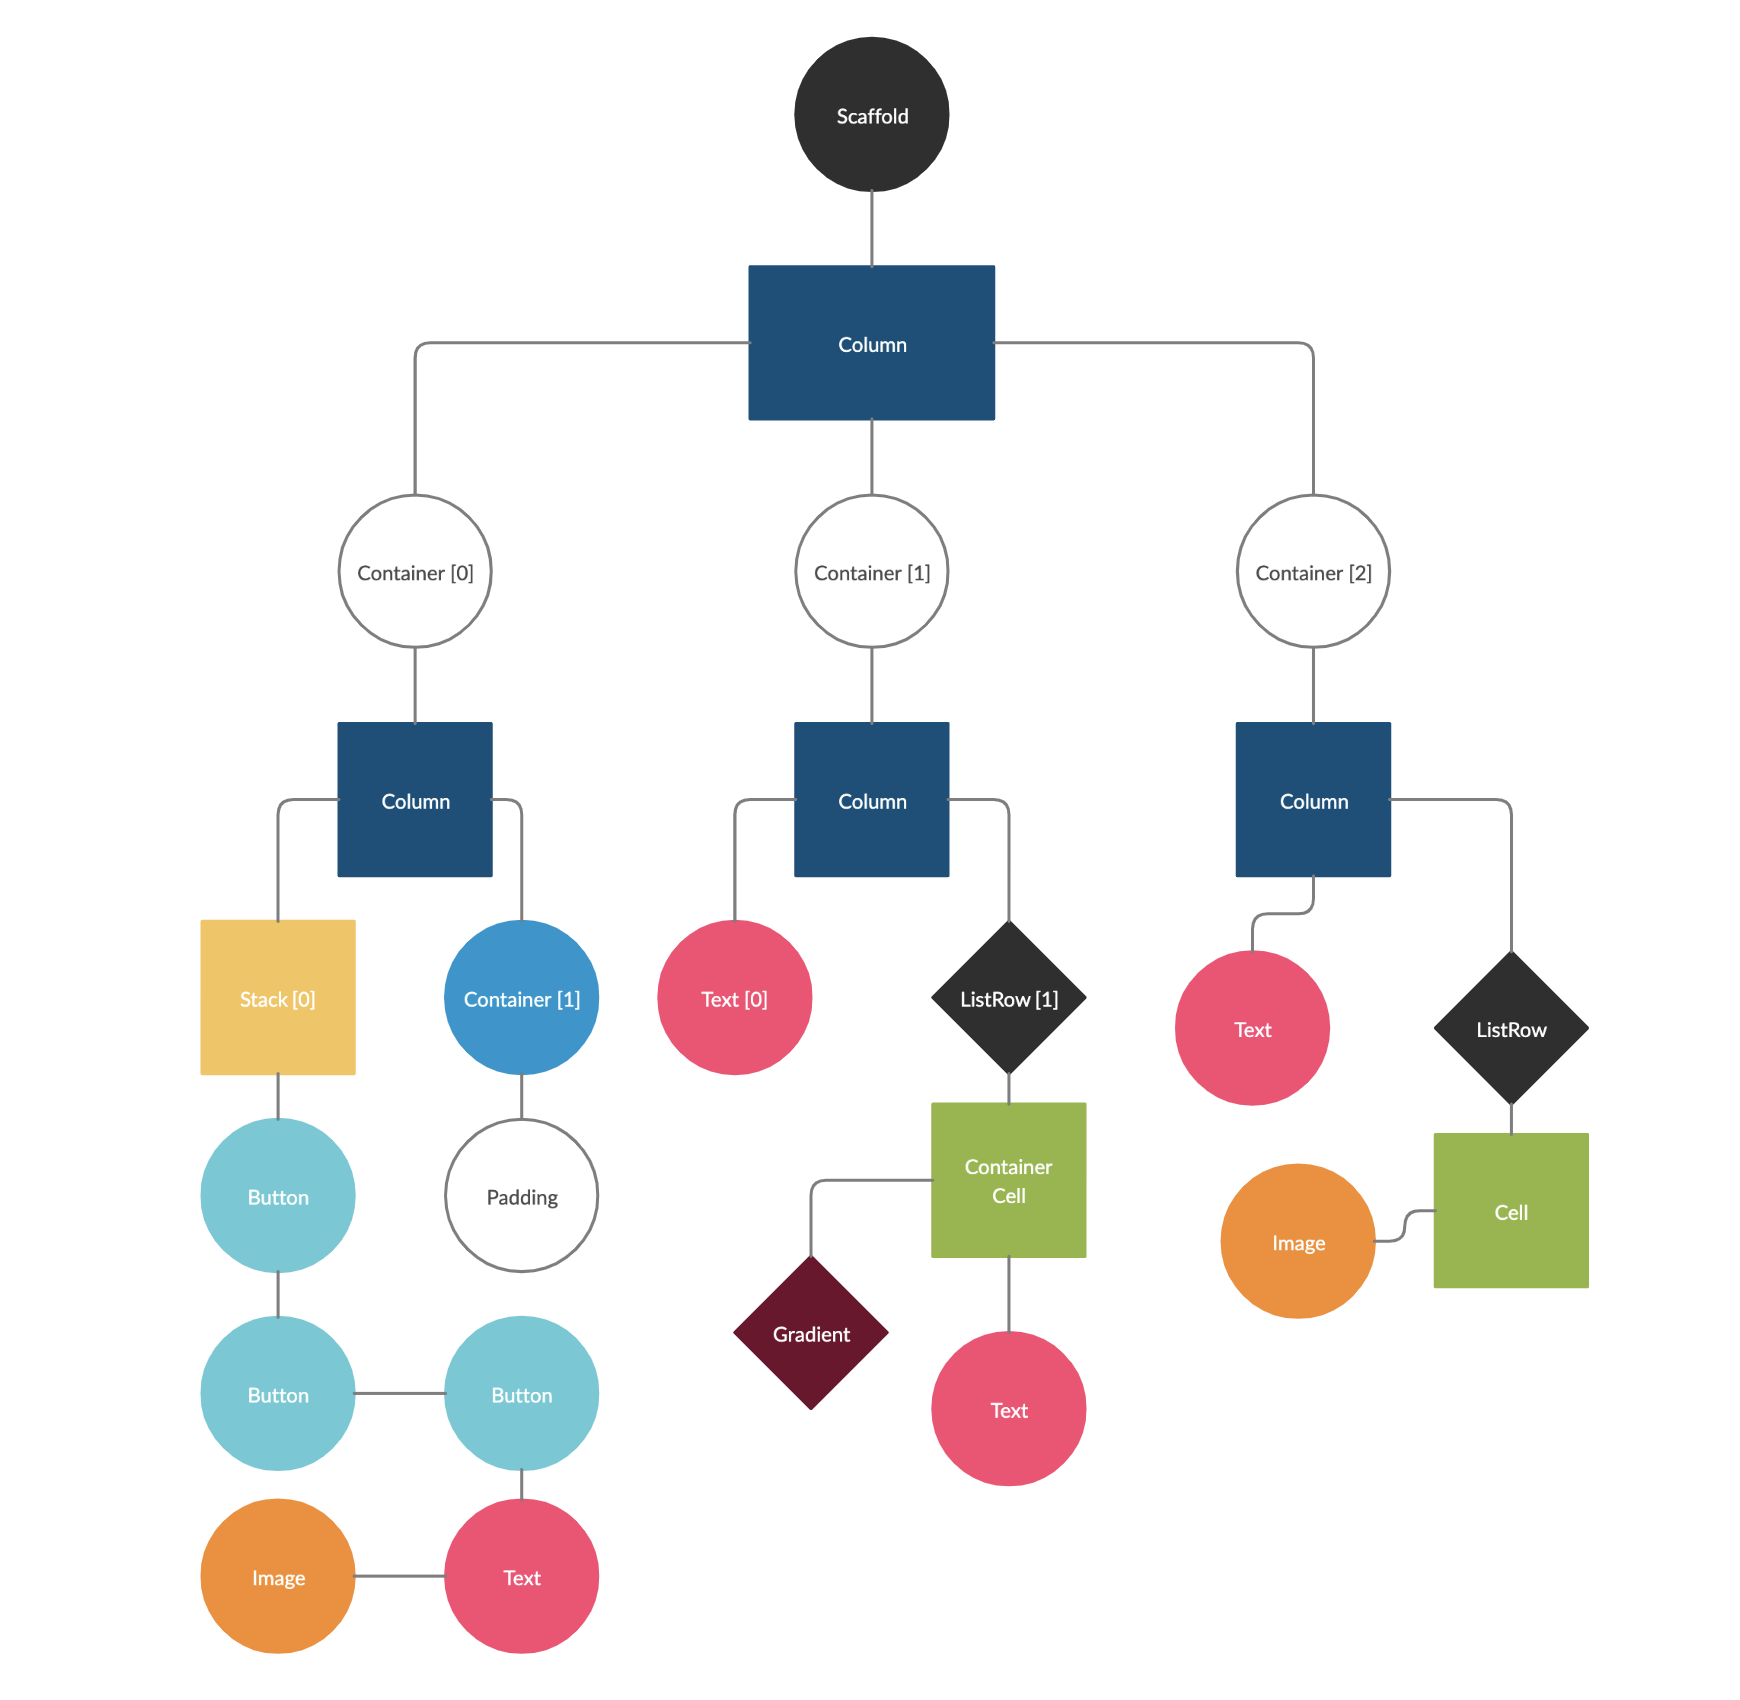 Scaffold
Column
Container [0]
Container [1]
Container [2]
Column
Column
Column
Stack [0]
Container [1]
Text [0]
ListRow [1]
Text
ListRow
Button
Padding
Container
Cell
Image
Cell
Gradient
Button
Button
Text
Image
Text